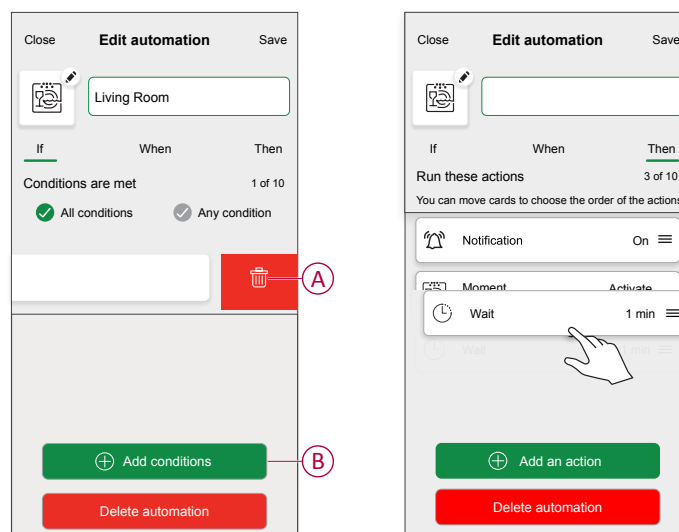 Close Edit automation Save
Living Room
If When Then
Conditions are met 1 of 10
All conditions Any condition
A
Add conditions
B
Delete automation
Close Edit automation Save
If When Then
Run these actions 3 of 10
You can move cards to choose the order of the actions
Notification On
Moment Activate
Wait 1 min
Wait min
Add an action
Delete automation